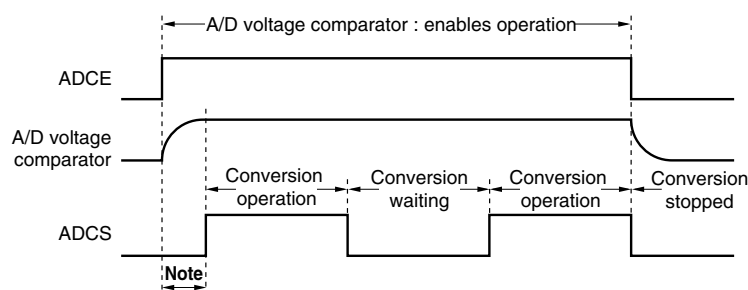 A/D voltage comparator : enables operation
ADCE
A/D voltage
comparator
Conversion
operation
Conversion
waiting
Conversion
operation
Conversion
stopped
ADCS
Note